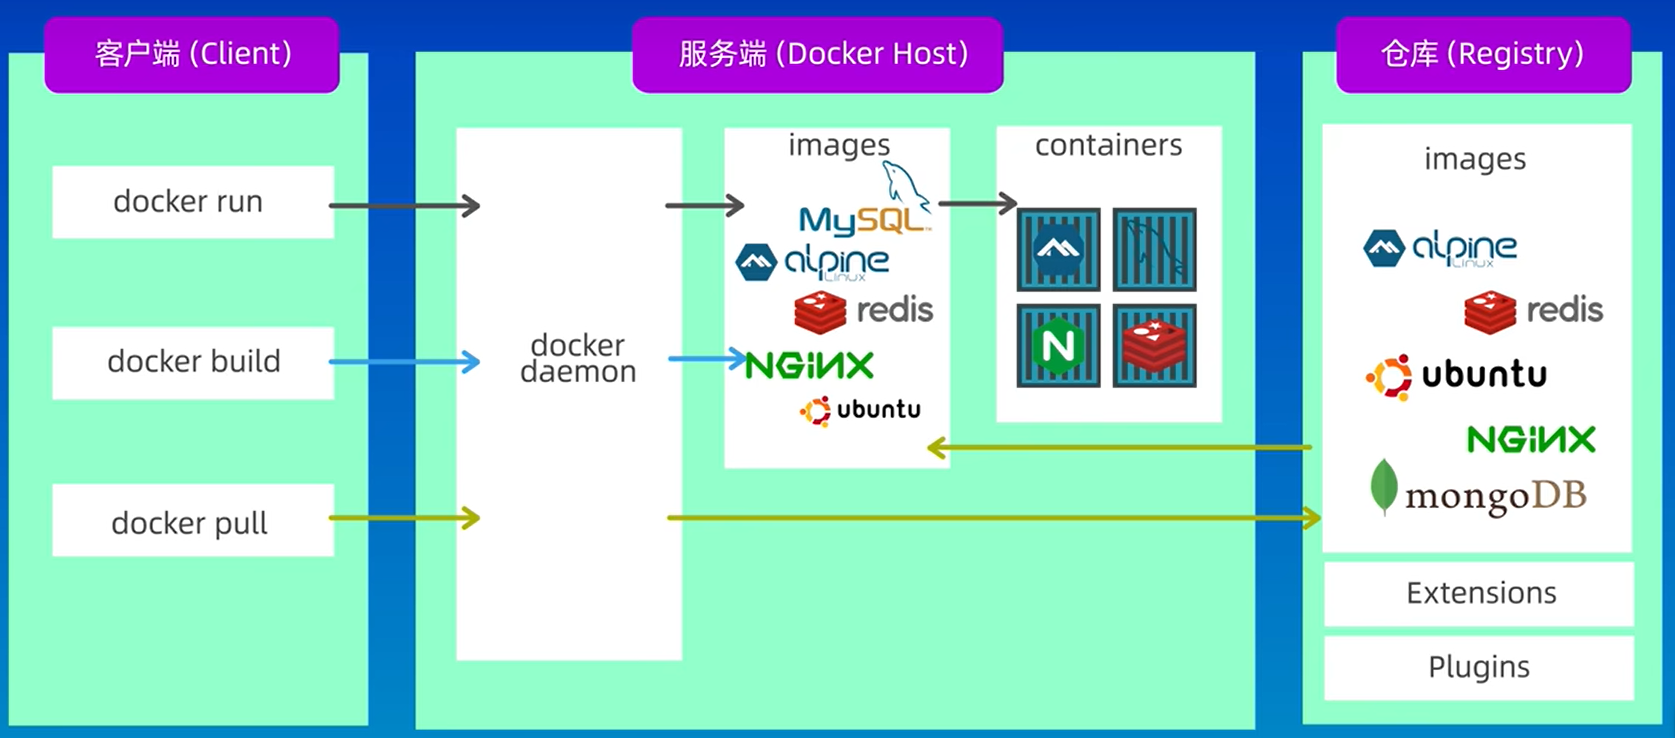 客户端 (Client)
服务端 (Docker Host)
仓库 (Registry)
docker run
docker build
docker pull
docker
daemon
images
MySQL™
alpine
Linux
redis
NGINX
ubuntu
containers
N
images
alpine
Linux
redis
ubuntu
NGINX
mongoDB
Extensions
Plugins